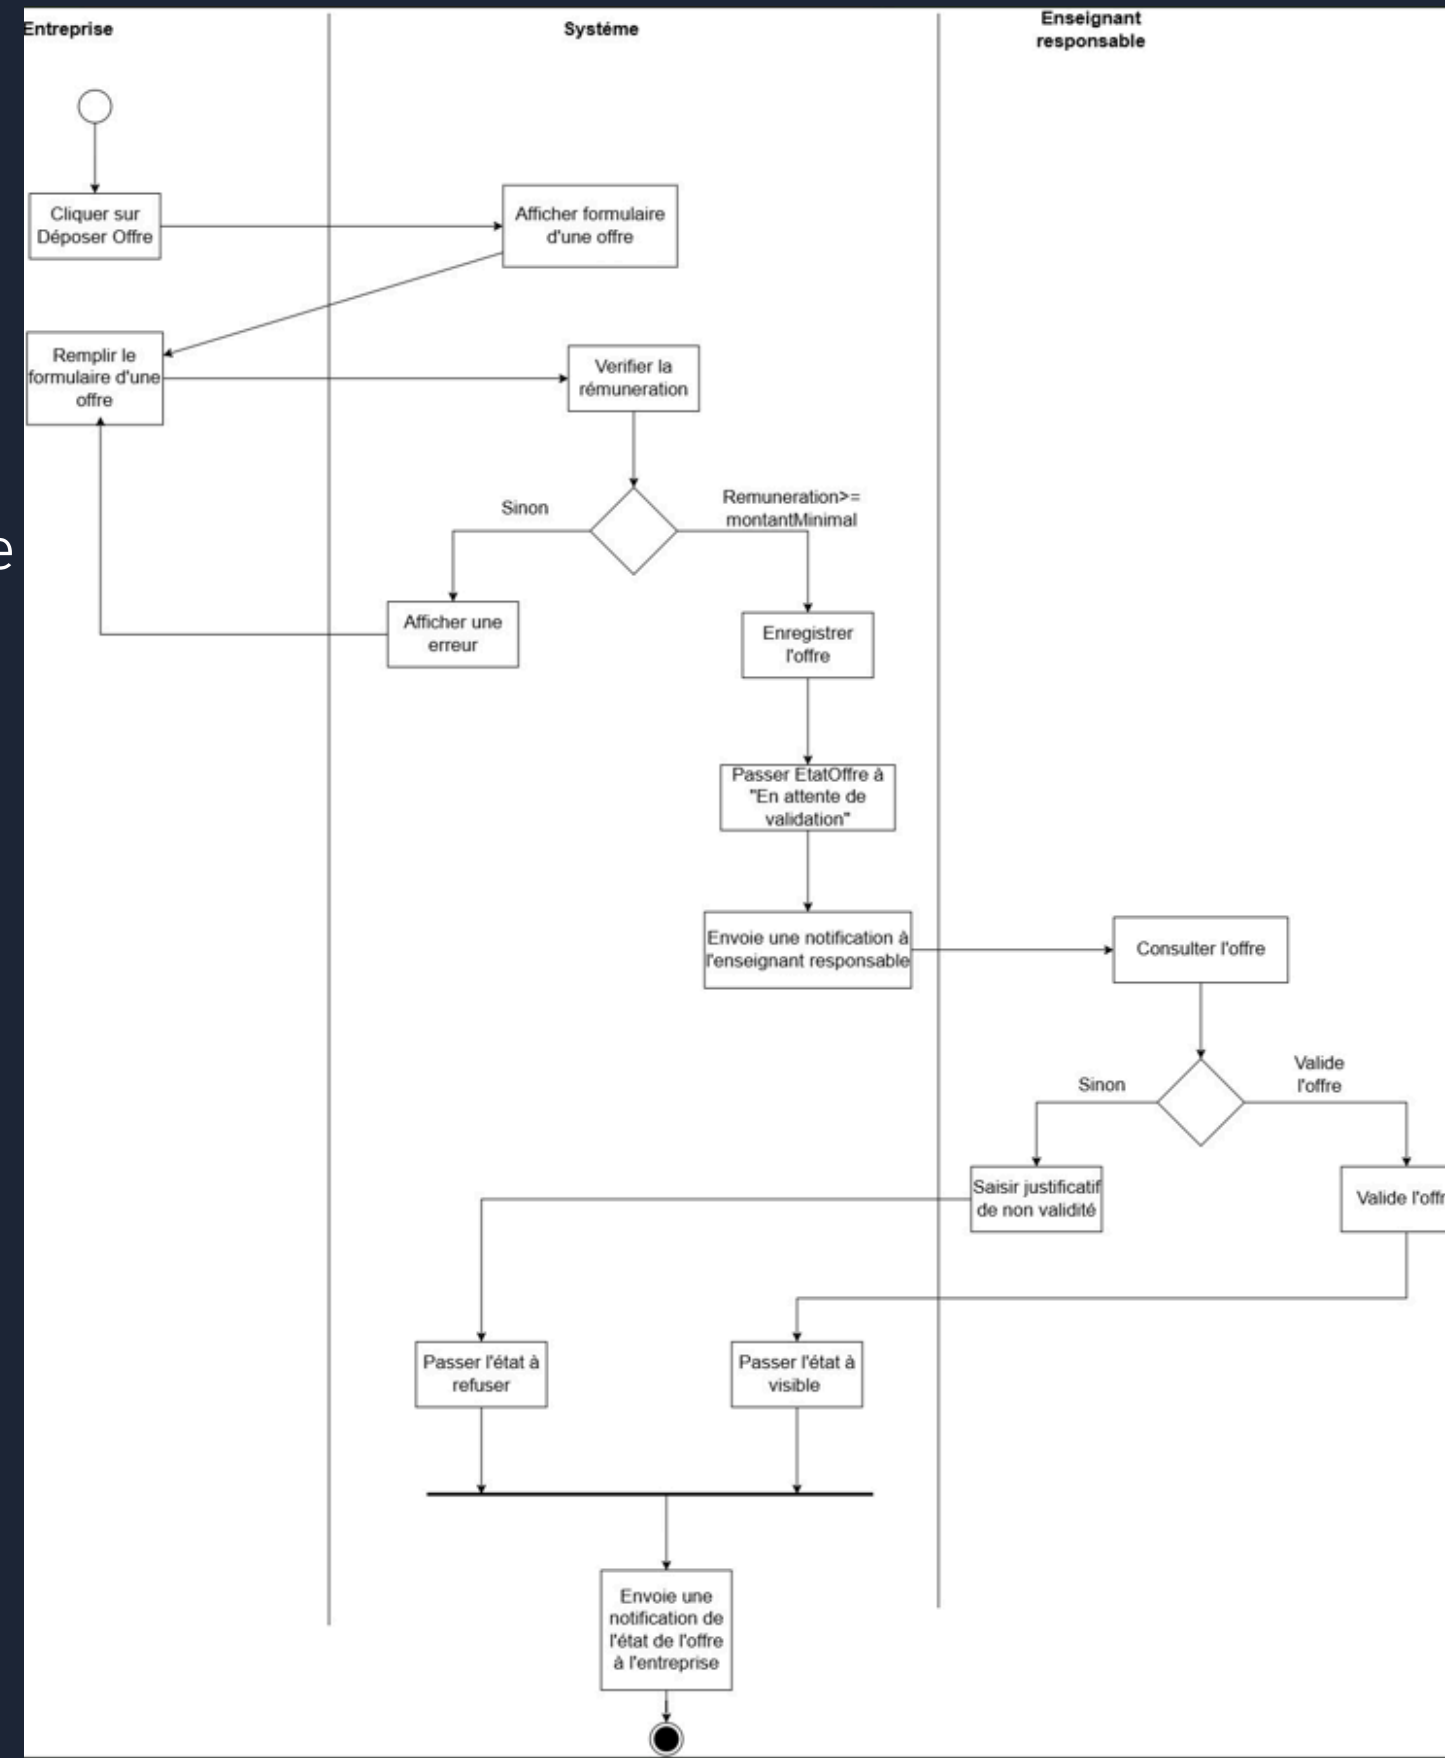 Entreprise
Systéme
Enseignant
responsable
Cliquer sur
Déposer Offre
Afficher formulaire
d'une offre
Remplir le
formulaire d'une
offre
Verifier la
rémuneration
e
Sinon
Remuneration>=
montantMinimal
Afficher une
erreur
Enregistrer
l'offre
Passer EtatOffre à
"En attente de
validation"
Envoie une notification à
l'enseignant responsable
Consulter l'offre
Sinon
Valide
l'offre
Saisir justificatif
de non validité
Valide l'offr
Passer l'état à
refuser
Passer l'état à
visible
Envoie une
notification de
l'état de l'offre
à l'entreprise